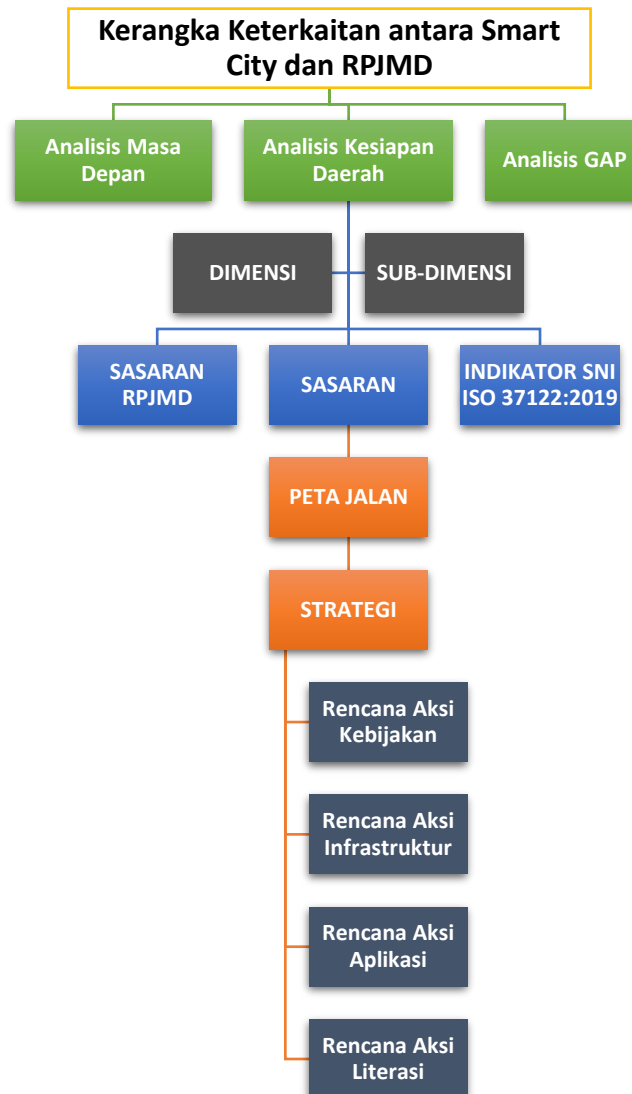 Kerangka Keterkaitan antara Smart
City dan RPJMD
Analisis Masa
Depan
Analisis Kesiapan
Daerah
Analisis GAP
DIMENSI
SUB-DIMENSI
SASARAN
RPJMD
SASARAN
INDIKATOR SNI
ISO 37122:2019
PETA JALAN
STRATEGI
Rencana Aksi
Kebijakan
Rencana Aksi
Infrastruktur
Rencana Aksi
Aplikasi
Rencana Aksi
Literasi